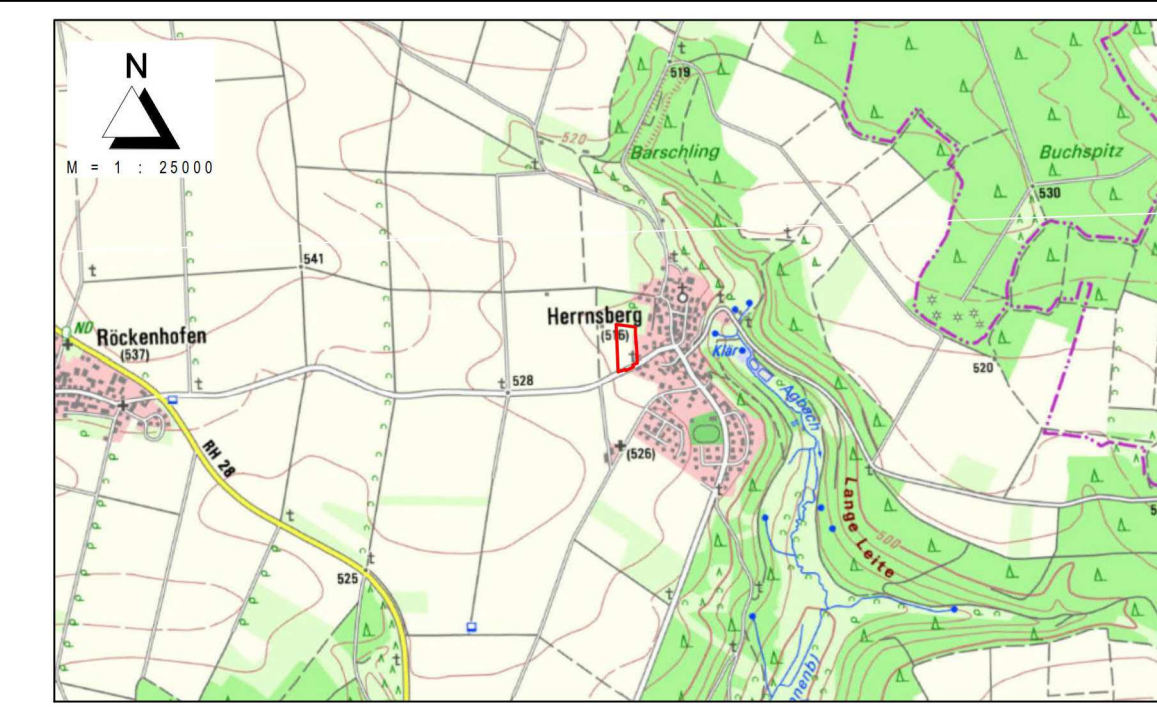 N
M = 1 : 25000
519
520
Barschling
Buchspitz
530
541
Herrnsberg
(516)
ND
Röckenhofen
(537)
Klär
520
528
Agbach
RH 28
(526)
Lange Leite
500
525